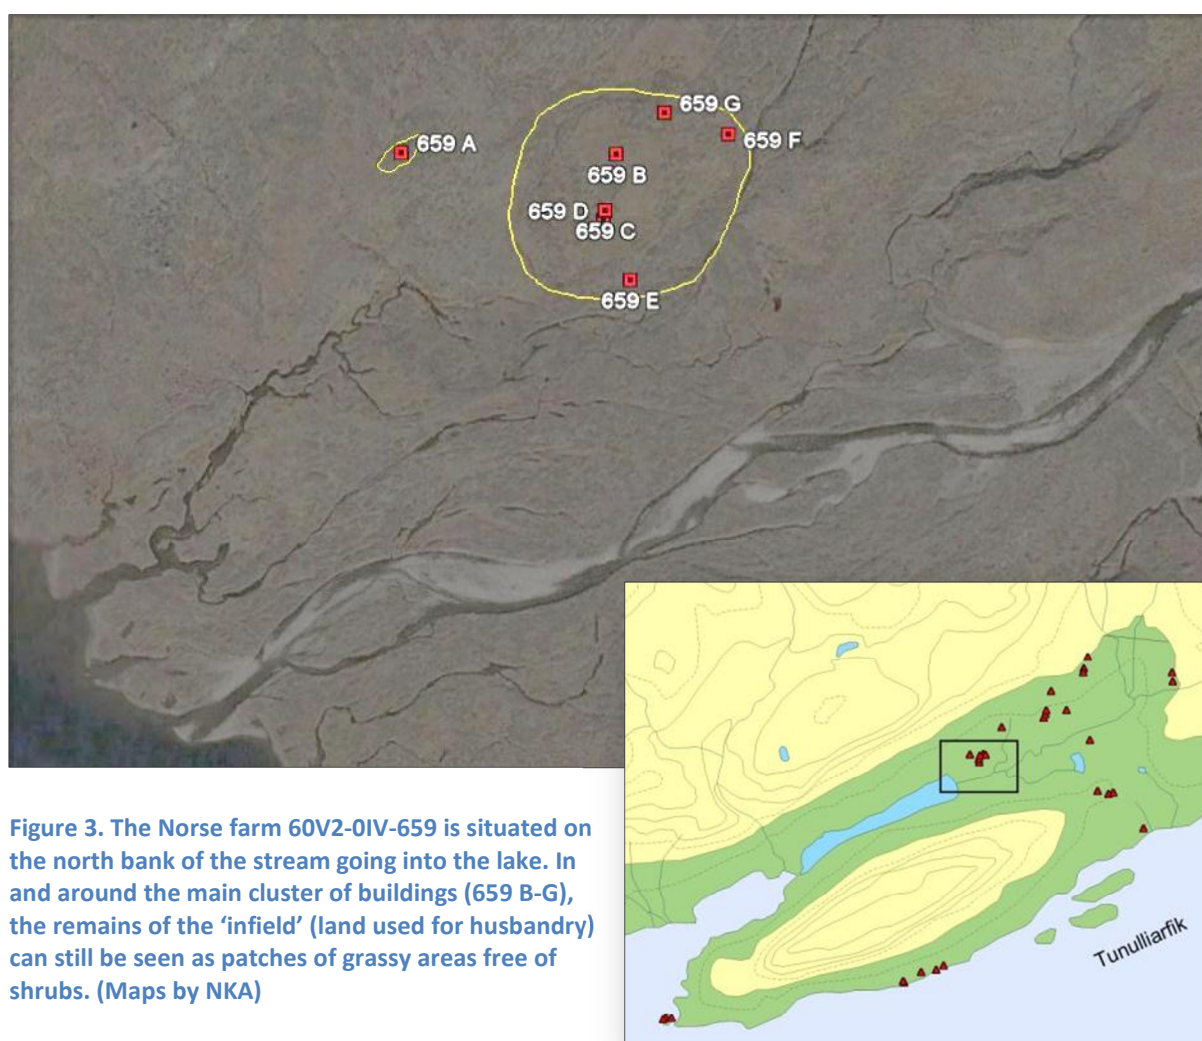 659 G
659 A
659 F
659 B
659 D
659 C
659 E
Tunulliarfik
Figure 3. The Norse farm 60V2-0IV-659 is situated on
the north bank of the stream going into the lake. In
and around the main cluster of buildings (659 B-G),
the remains of the ‘infield’ (land used for husbandry)
can still be seen as patches of grassy areas free of
shrubs. (Maps by NKA)